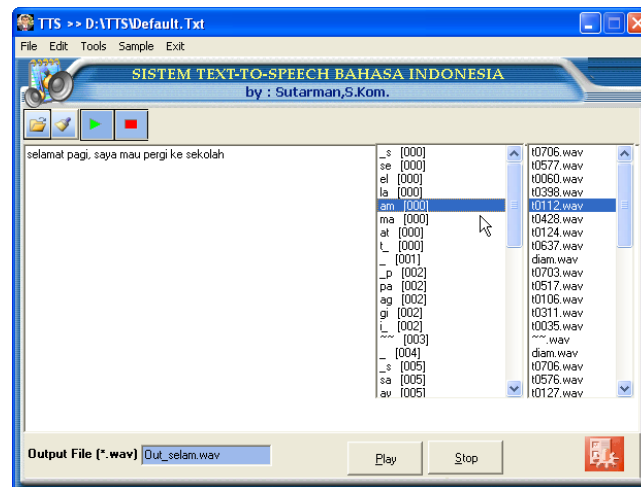 TTS >> D:\TTS\Default.Txt
File Edit Tools Sample Exit
SISTEM TEXT-TO-SPEECH BAHASA INDONESIA
by : Sutarman,S.Kom.
selamat pagi, saya mau pergi ke sekolah
_s [000]
se [000]
el [000]
la [000]
am [000]
ma [000]
at [000]
t_ [000]
_ [001]
_p [002]
pa [002]
ag [002]
gi [002]
i_ [002]
~~ [003]
_ [004]
_s [005]
sa [005]
ay [005]
t0706.wav
t0577.wav
t0060.wav
t0398.wav
t0112.wav
t0428.wav
t0124.wav
t0637.wav
diam.wav
t0703.wav
t0517.wav
t0106.wav
t0311.wav
t0035.wav
~~.wav
diam.wav
t0706.wav
t0576.wav
t0127.wav
Output File (*.wav) Out_selam.wav
Play Stop